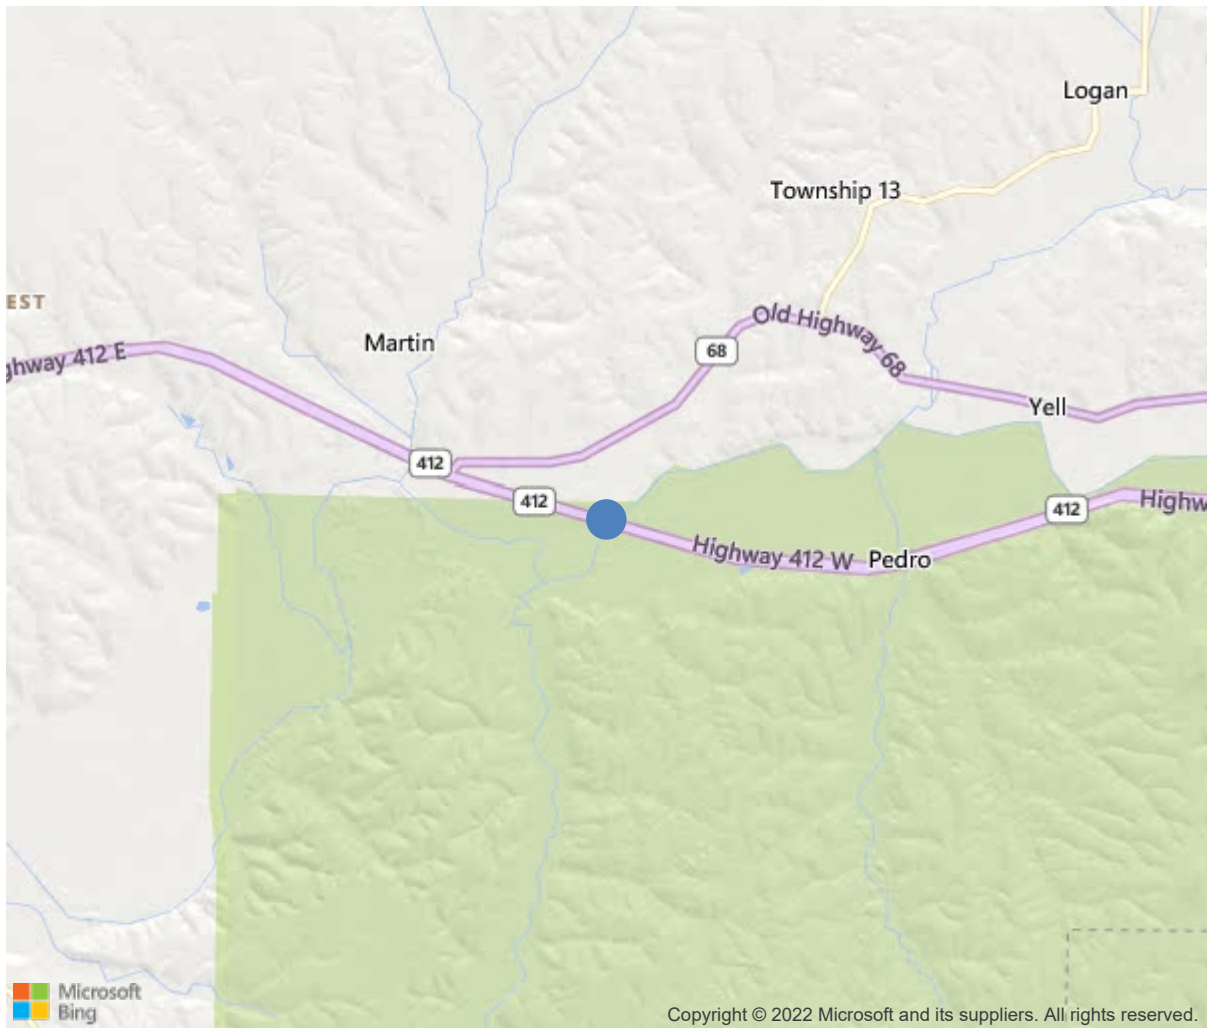 Logan
Township 13
EST
Old Highway 68
Martin
68
ghway 412 E
Yell
412
412
412
Highw
Highway 412 W
Pedro
Microsoft
Bing
Copyright © 2022 Microsoft and its suppliers. All rights reserved.